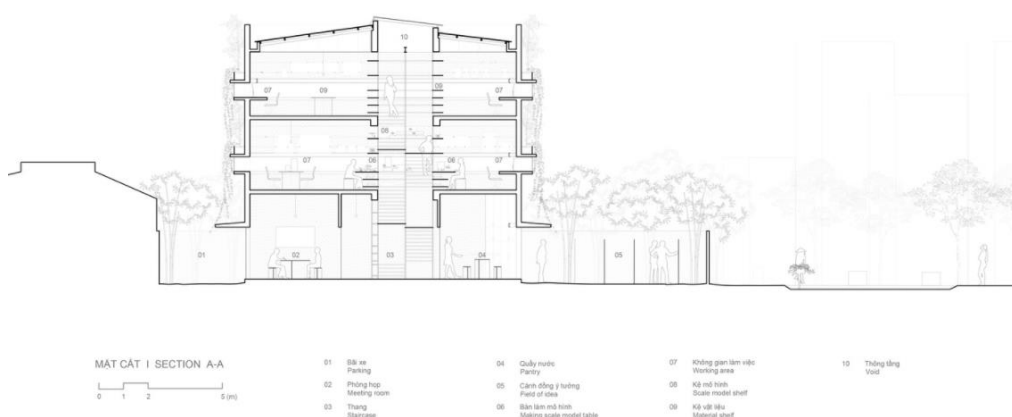 10
07
09
09
07
08
07
06
06
07
01
02
03
04
05
MẶT CẮT I SECTION A-A
0 1 2 5 (m)
01 Bãi xe
Parking
02 Phòng họp
Meeting room
03 Thang
Staircase
04 Quầy nước
Pantry
05 Cánh đồng ý tưởng
Field of idea
06 Bàn làm mô hình
Making scale model table
07 Không gian làm việc
Working area
08 Kệ mô hình
Scale model shelf
09 Kệ vật liệu
Material shelf
10 Thông tầng
Void